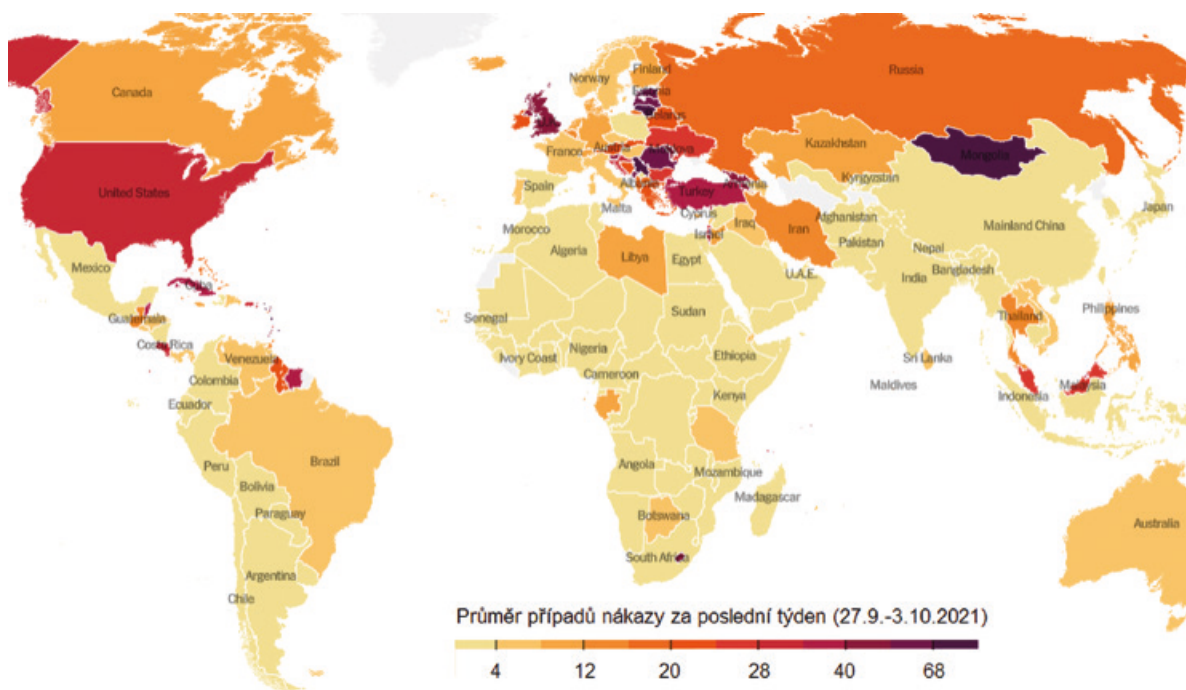 Canada
United States
Mexico
Cuba
Guatemala
Costa Rica
Venezuela
Colombia
Ecuador
Peru
Brazil
Bolivia
Paraguay
Argentina
Chile
Norway
Finland
Estonia
Belarus
Russia
Austria
Moldova
France
Spain
Albania
Turkey
Armenia
Kazakhstan
Kyrgyzstan
Mongolia
Mainland China
Japan
Malta
Cyprus
Israel
Iraq
Iran
Afghanistan
Pakistan
Nepal
India
Bangladesh
Morocco
Algeria
Libya
Egypt
U.A.E.
Sudan
Senegal
Ivory Coast
Nigeria
Ethiopia
Cameroon
Kenya
Angola
Mozambique
Madagascar
Botswana
South Africa
Sri Lanka
Maldives
Thailand
Philippines
Malaysia
Indonesia
Australia
Průměr případů nákazy za poslední týden (27.9.-3.10.2021)
4 12 20 28 40 68